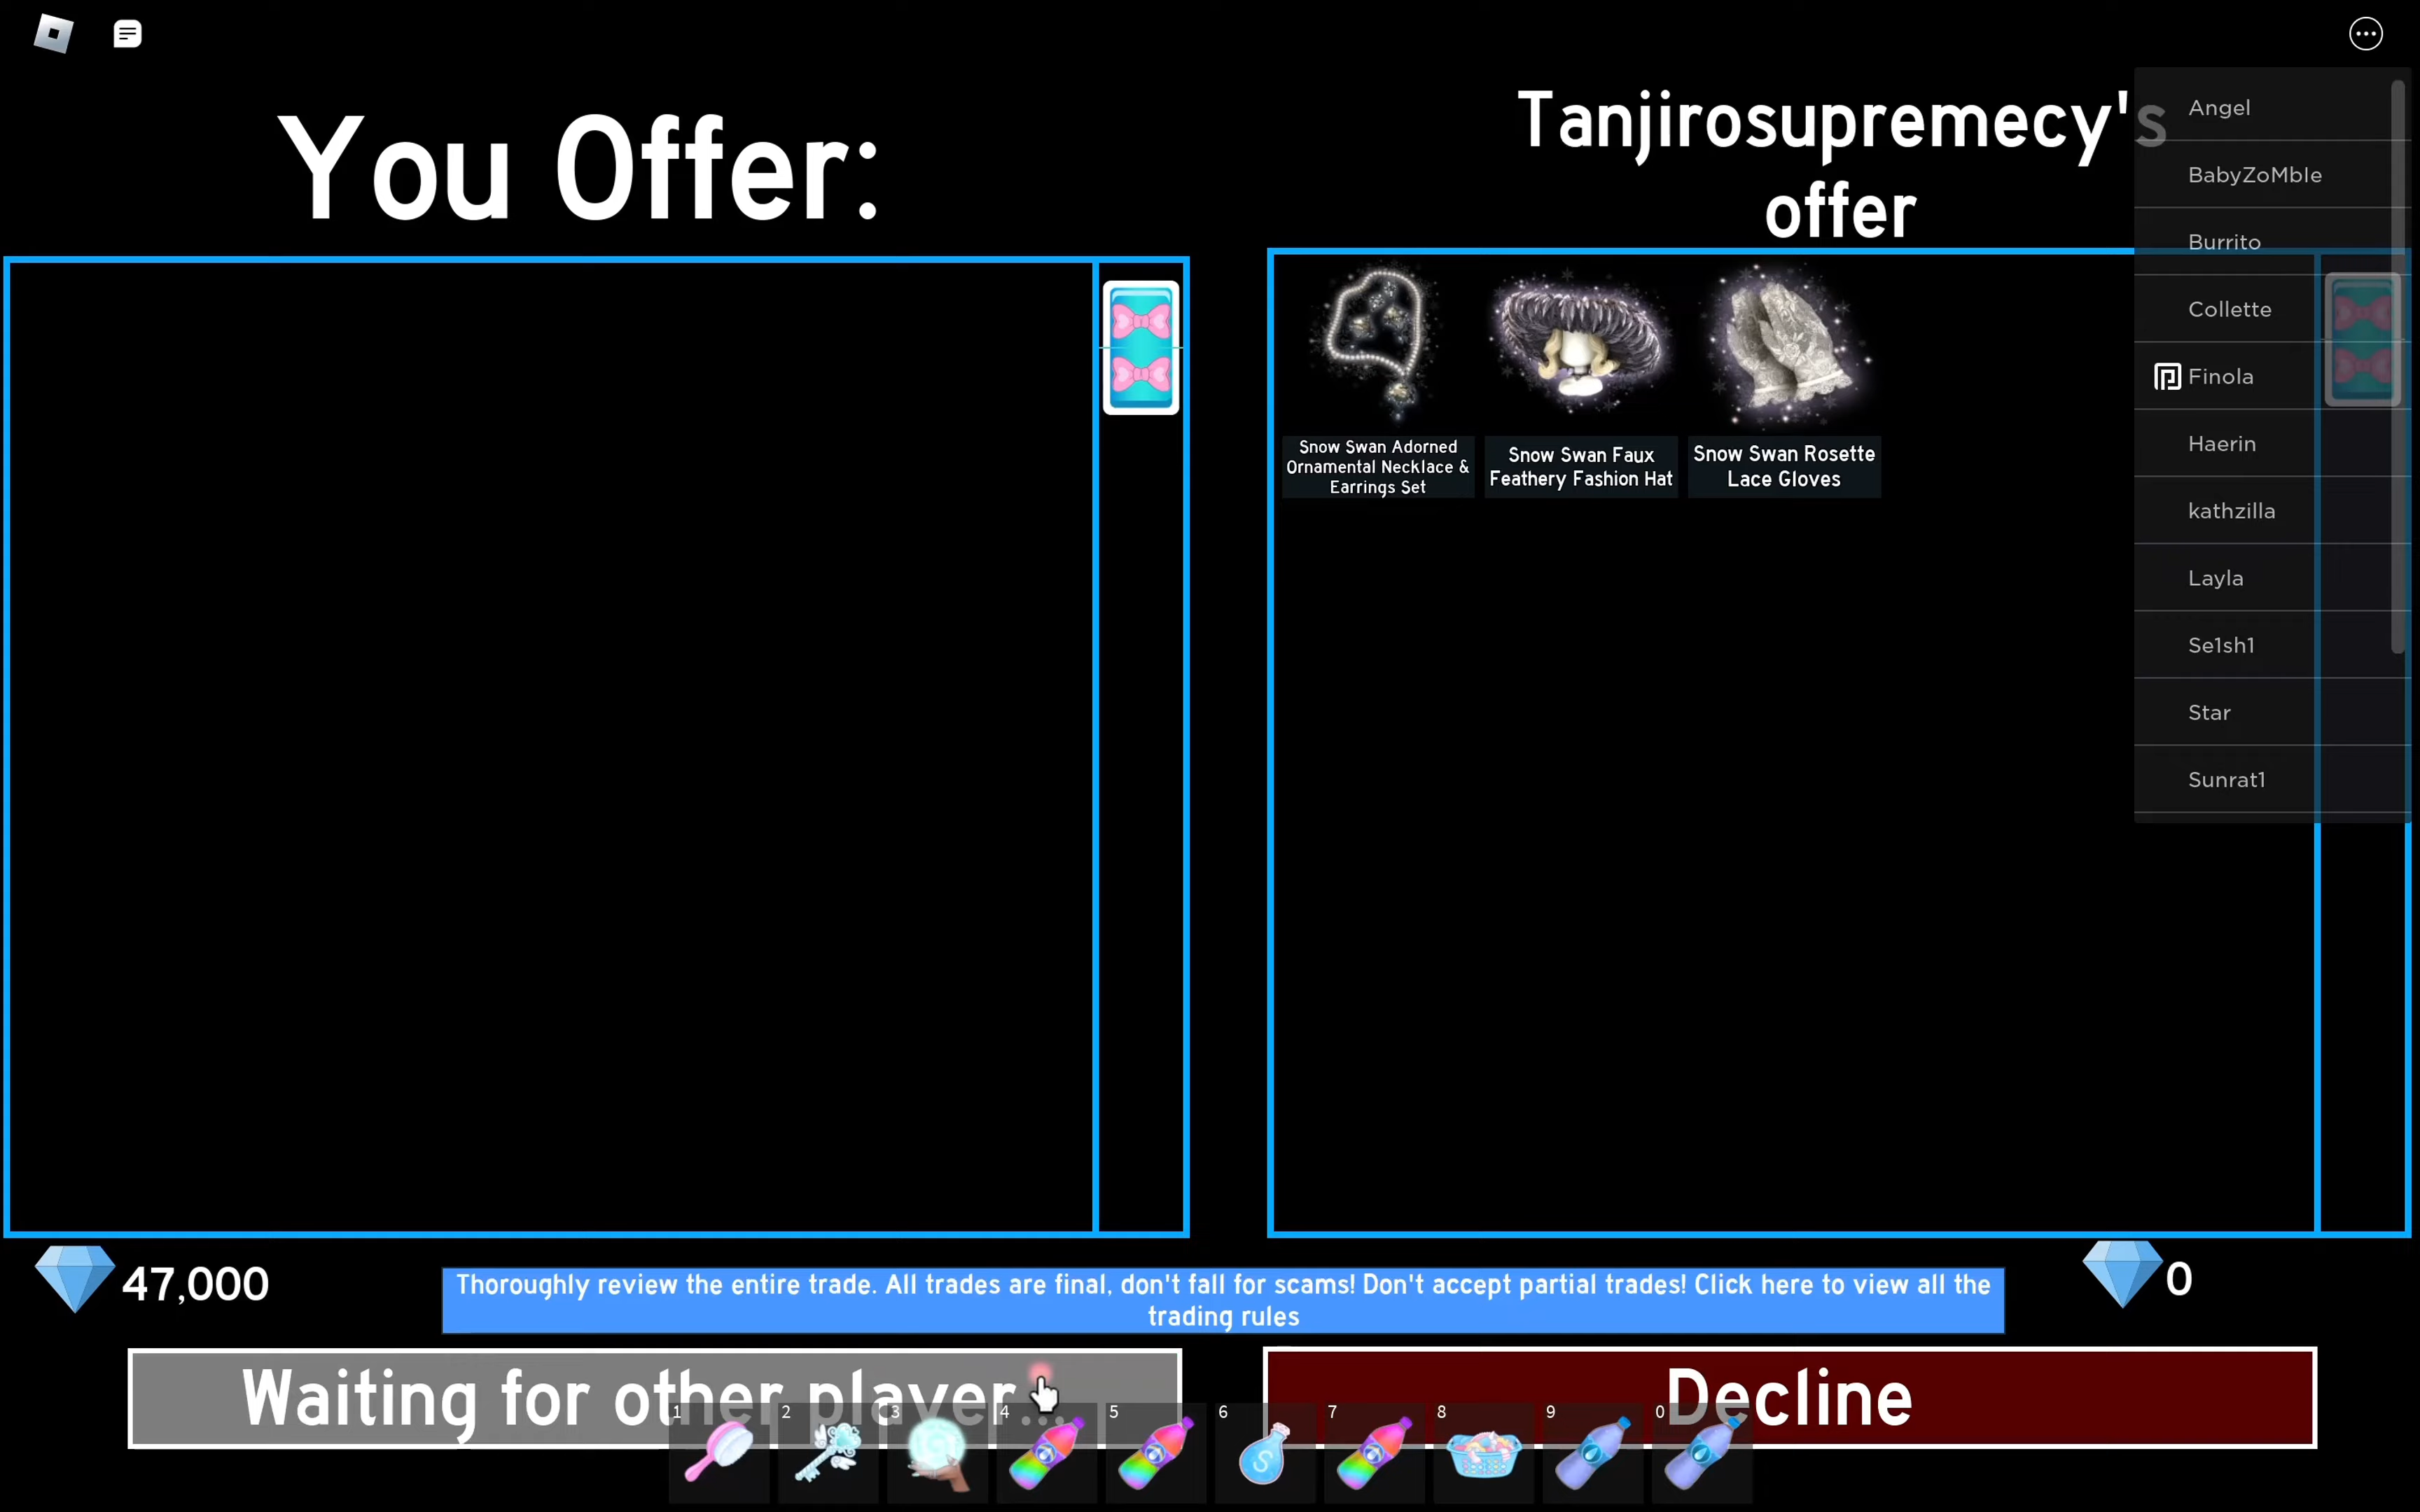 You Offer:
Tanjirosupremecy's
offer
Snow Swan Adorned
Ornamental Necklace &
Earrings Set
Snow Swan Faux
Feathery Fashion Hat
Snow Swan Rosette
Lace Gloves
Angel
BabyZoMbIe
Burrito
Collette
Finola
Haerin
kathzilla
Layla
Se1sh1
Star
Sunrat1
47,000
Thoroughly review the entire trade. All trades are final, don't fall for scams! Don't accept partial trades! Click here to view all the
trading rules
0
Waiting for other player...
Decline
1 2 3 4 5 6 7 8 9 0
S